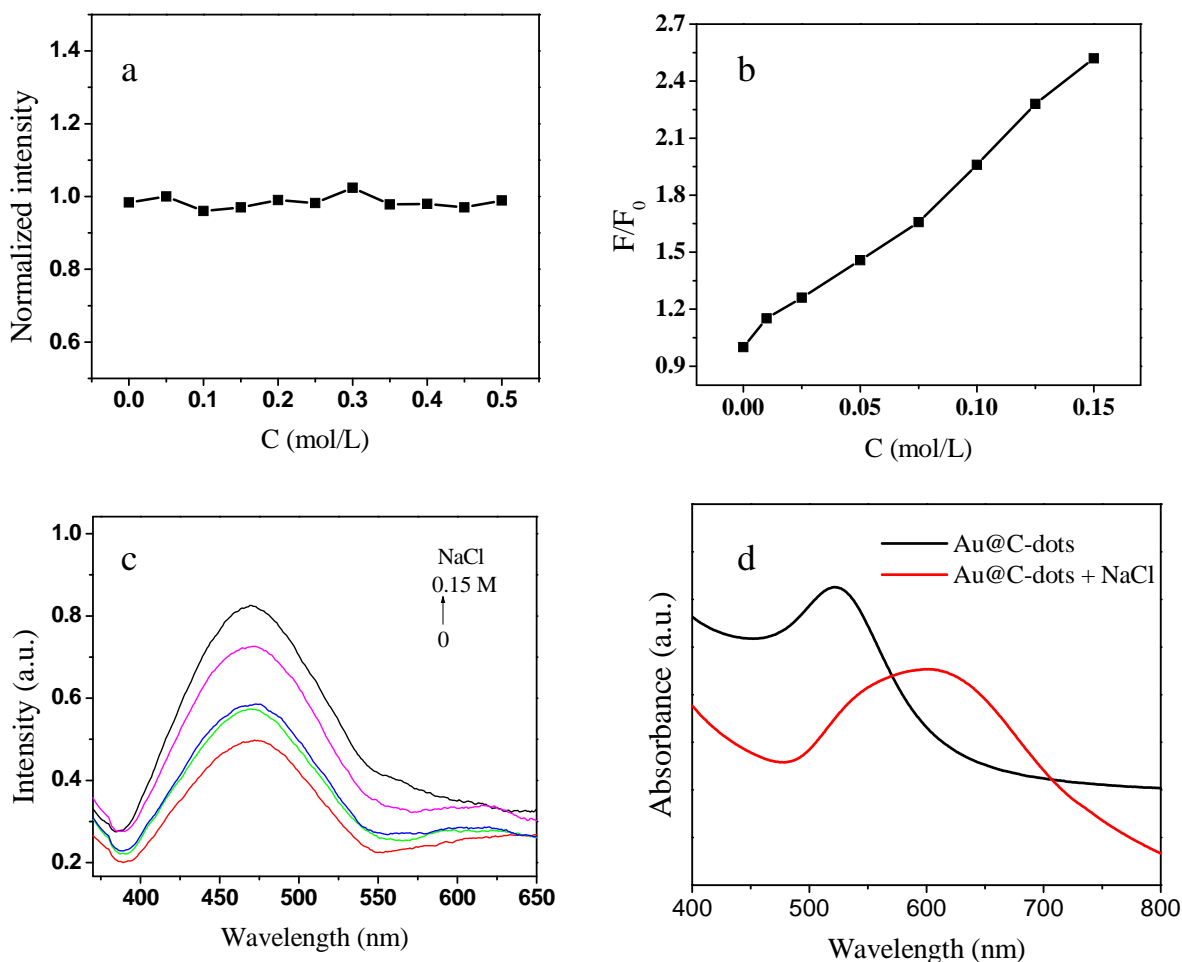 a
1.4
1.2
1.0
0.8
0.6
Normalized intensity
0.0 0.1 0.2 0.3 0.4 0.5
C (mol/L)
b
2.7
2.4
2.1
1.8
1.5
1.2
0.9
F/F₀
0.00 0.05 0.10 0.15
C (mol/L)
c
NaCl
0.15 M
0
1.0
0.8
0.6
0.4
0.2
Intensity (a.u.)
400 450 500 550 600 650
Wavelength (nm)
d
Au@C-dots
Au@C-dots + NaCl
Absorbance (a.u.)
400 500 600 700 800
Wavelength (nm)